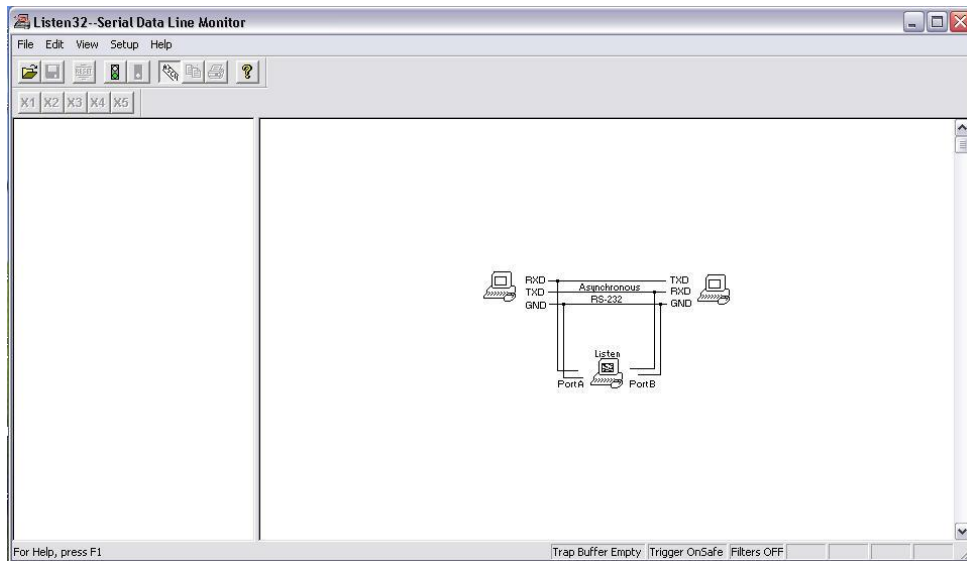 Listen32--Serial Data Line Monitor
File Edit View Setup Help
X1 X2 X3 X4 X5
RXD TXD
Asynchronous
TXD RXD
RS-232
GND GND
Listen
PortA PortB
For Help, press F1 Trap Buffer Empty Trigger OnSafe Filters OFF